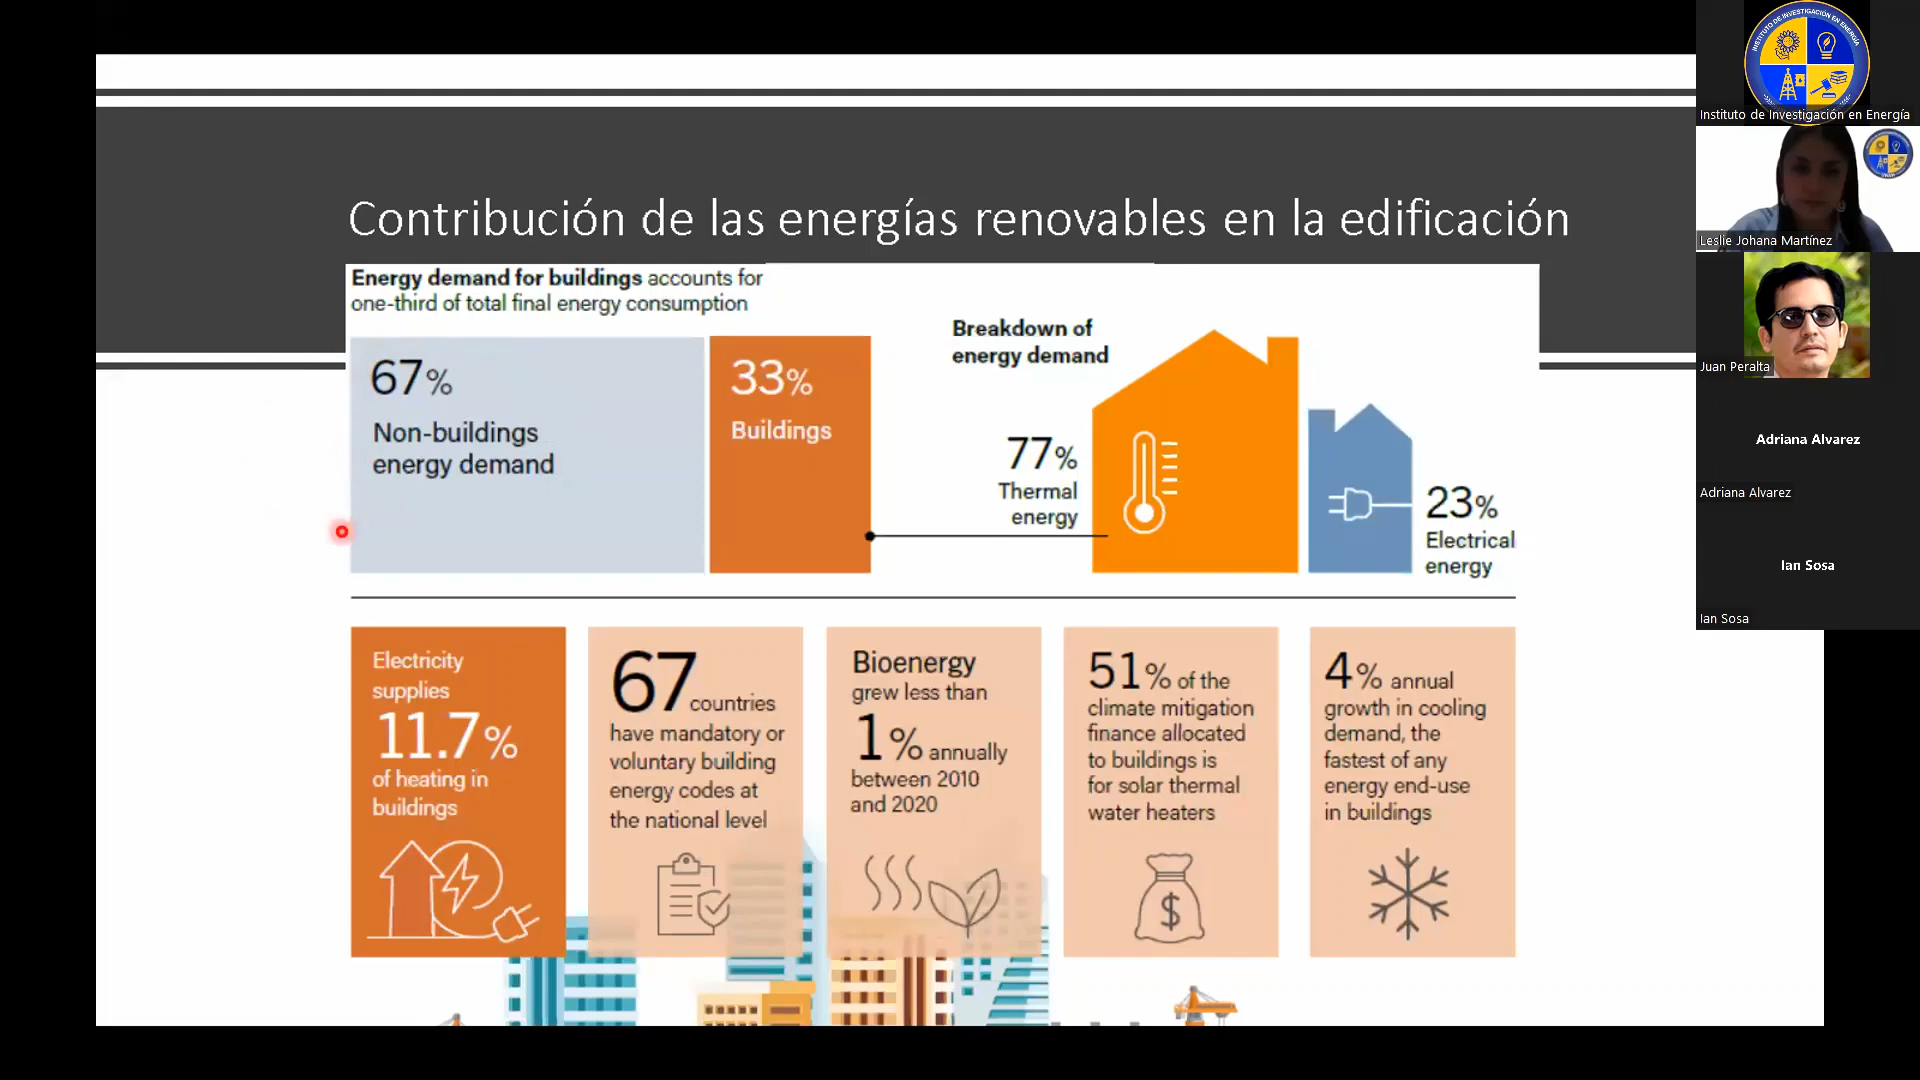 Contribución de las energías renovables en la edificación
Energy demand for buildings accounts for
one-third of total final energy consumption
67%
Non-buildings
energy demand
33%
Buildings
Breakdown of
energy demand
77%
Thermal
energy
23%
Electrical
energy
Electricity
supplies
11.7%
of heating in
buildings
67 countries
have mandatory or
voluntary building
energy codes at
the national level
Bioenergy
grew less than
1% annually
between 2010
and 2020
51% of the
climate mitigation
finance allocated
to buildings is
for solar thermal
water heaters
4% annual
growth in cooling
demand, the
fastest of any
energy end-use
in buildings
$
INSTITUTO DE INVESTIGACIÓN EN ENERGÍA
Instituto de Investigación en Energía
Leslie Johana Martínez
Juan Peralta
Adriana Alvarez
Adriana Alvarez
Ian Sosa
Ian Sosa